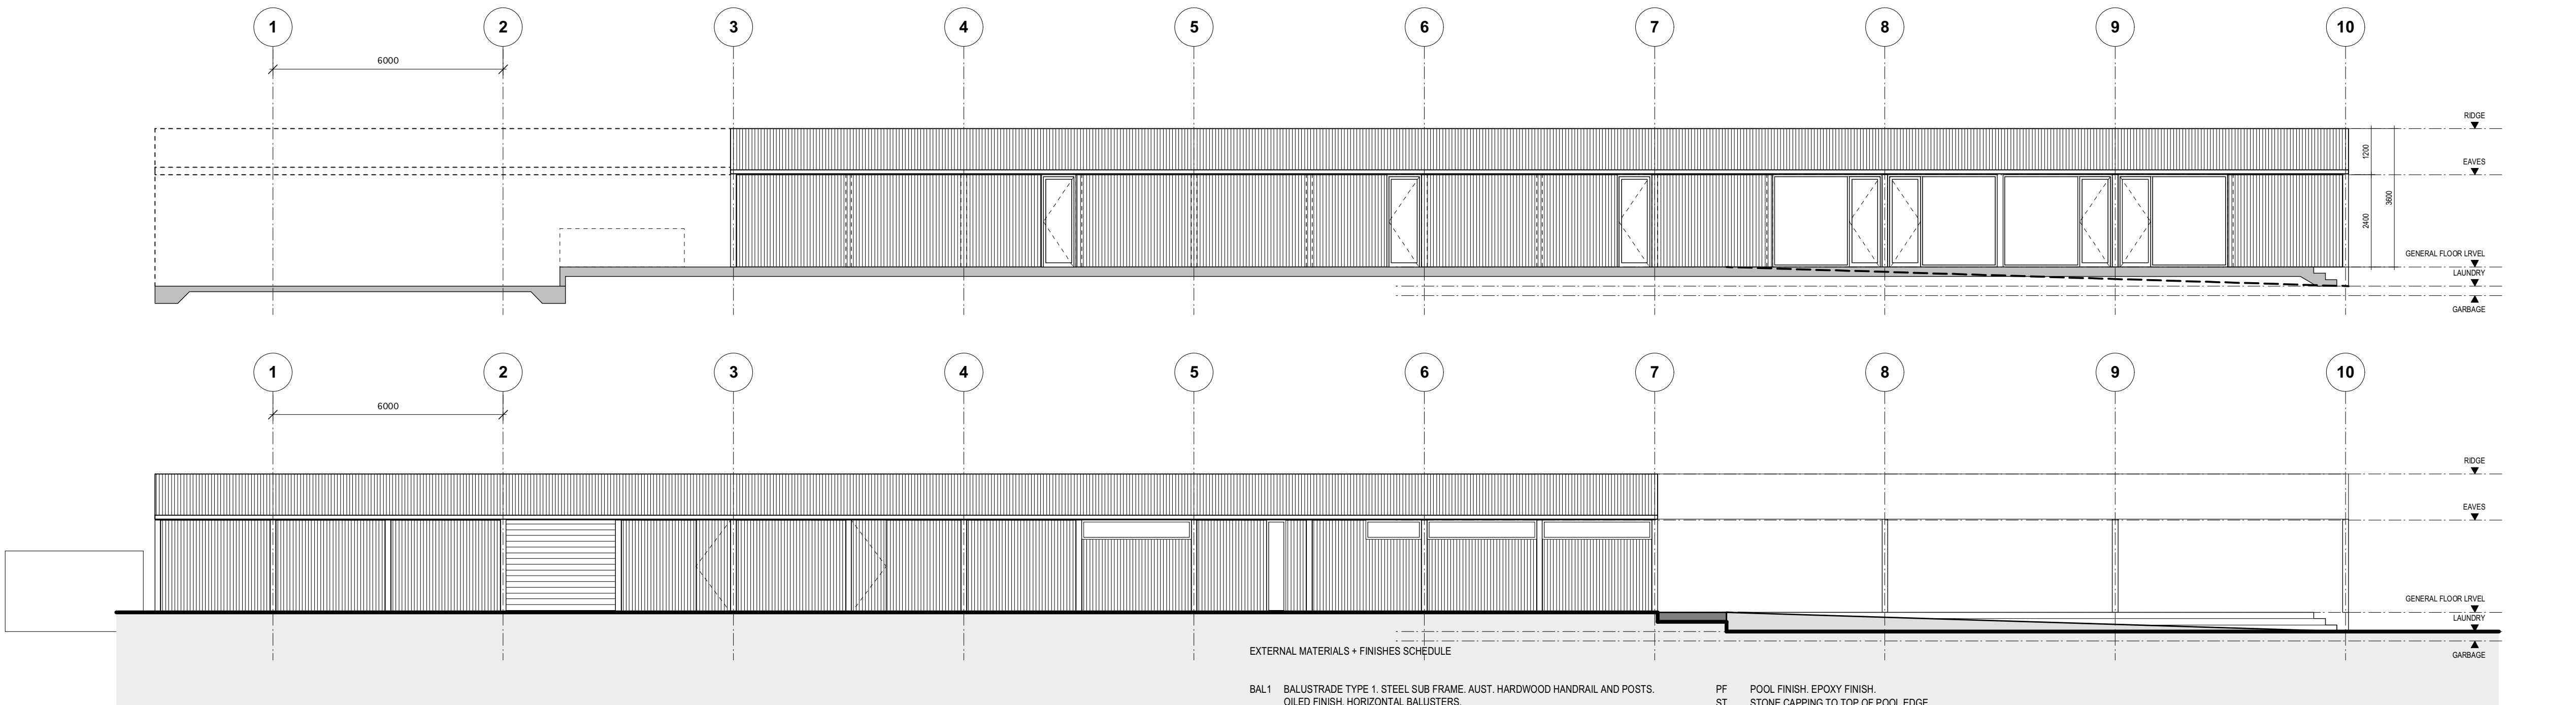 1 2 3 4 5 6 7 8 9 10
6000
RIDGE
1200
EAVES
3600
2400
GENERAL FLOOR LRVEL
LAUNDRY
GARBAGE
1 2 3 4 5 6 7 8 9 10
6000
RIDGE
EAVES
GENERAL FLOOR LRVEL
LAUNDRY
GARBAGE
EXTERNAL MATERIALS + FINISHES SCHEDULE
BAL1 BALUSTRADE TYPE 1. STEEL SUB FRAME. AUST. HARDWOOD HANDRAIL AND POSTS.
OILED FINISH. HORIZONTAL BALUSTERS.
PF POOL FINISH. EPOXY FINISH.
ST STONE CAPPING TO TOP OF POOL EDGE